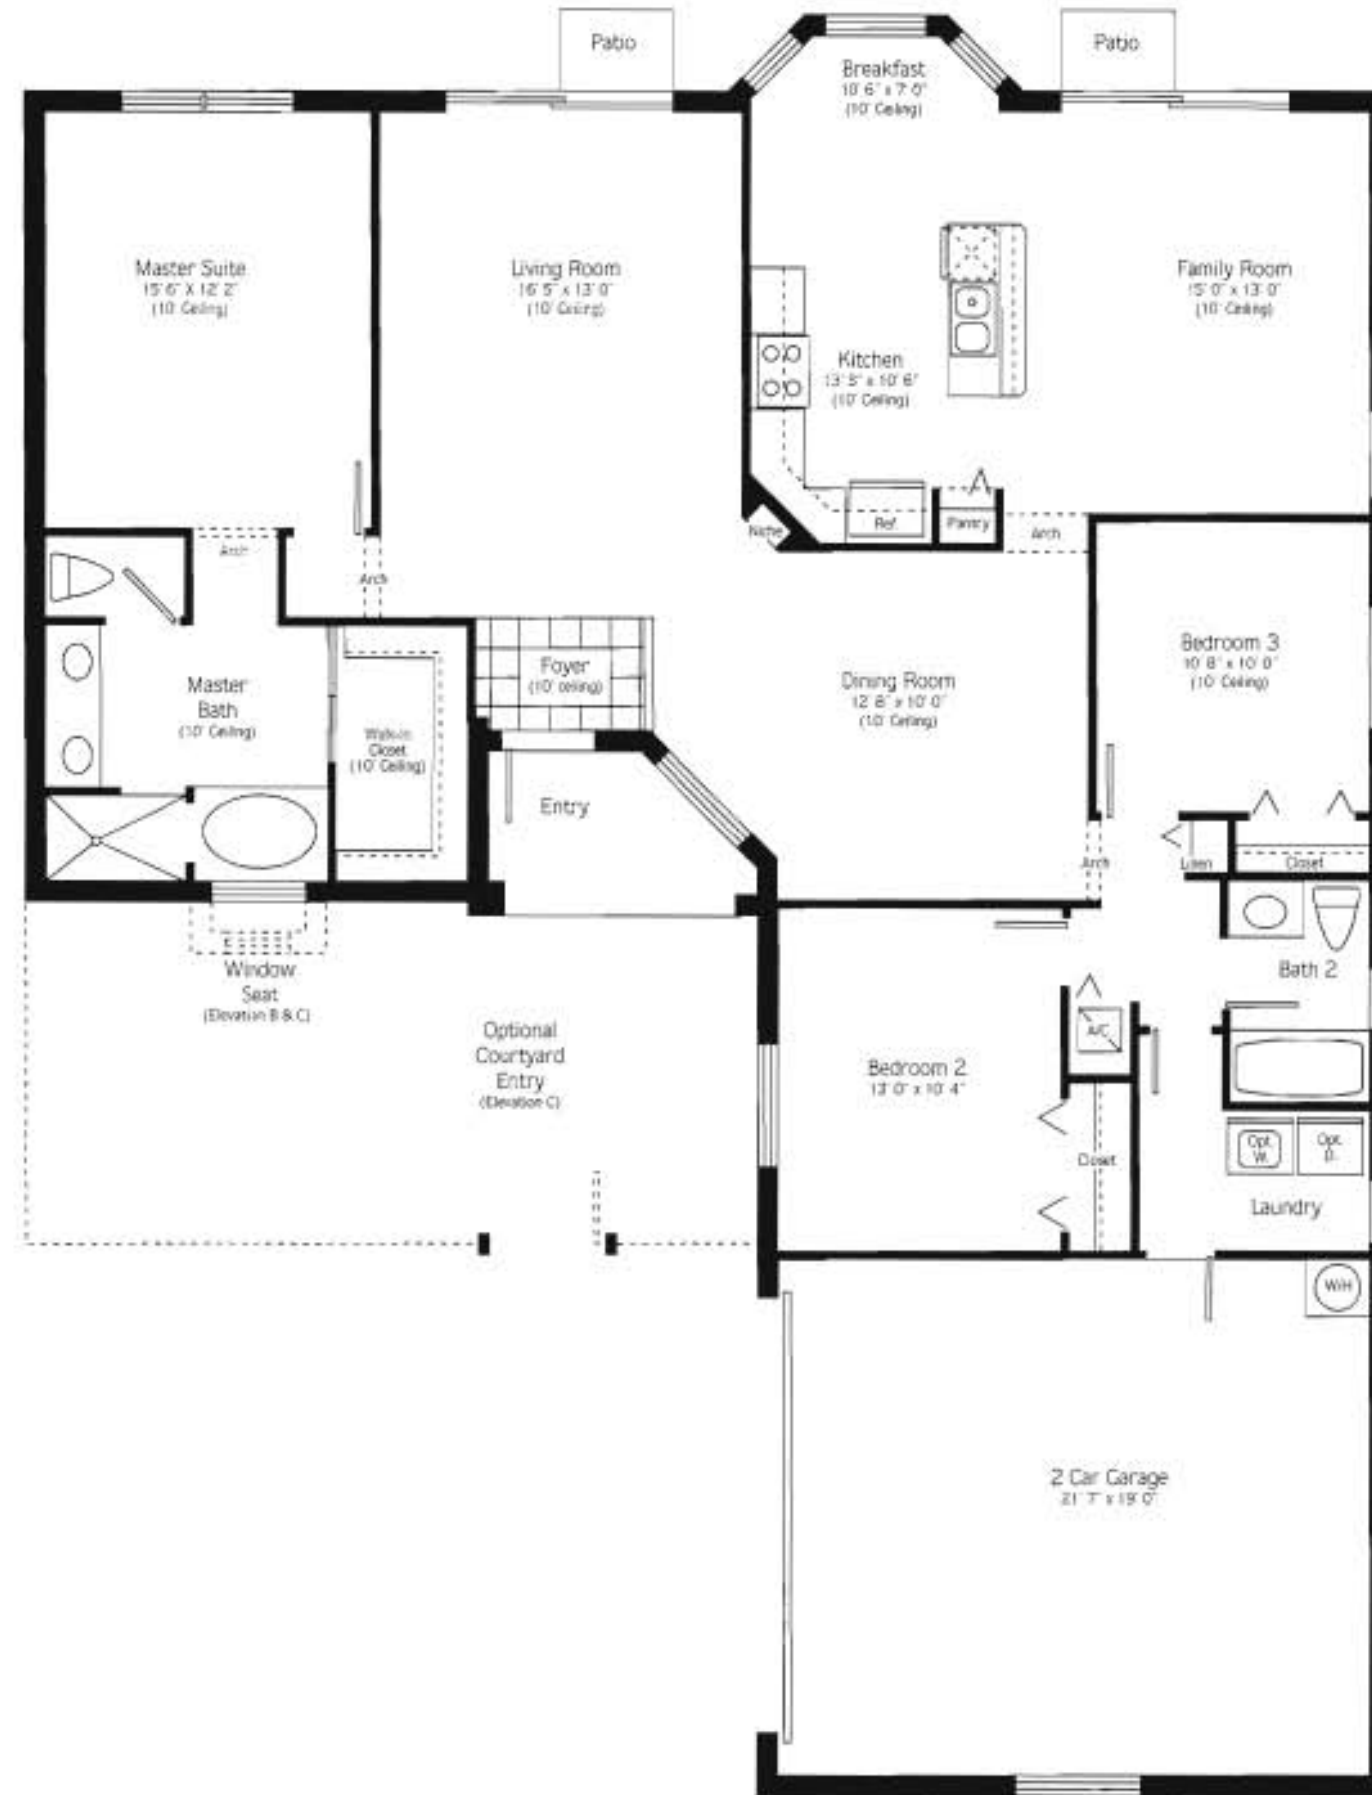 Patio
Patio
Breakfast
10' 6" x 7' 0"
(10' Ceiling)
Master Suite
15' 6" X 12' 2"
(10' Ceiling)
Living Room
16' 5" x 13' 0"
(10' Ceiling)
Family Room
15' 0" x 13' 0"
(10' Ceiling)
Kitchen
13' 5" x 10' 6"
(10' Ceiling)
Niche
Ref.
Pantry
Arch
Arch
Arch
Foyer
(10' ceiling)
Bedroom 3
10' 8" x 10' 0"
(10' Ceiling)
Master
Bath
(10' Ceiling)
Dining Room
12' 8" x 10' 0"
(10' Ceiling)
Walk-in
Closet
(10' Ceiling)
Entry
Arch
Linen
Closet
Window
Seat
(Elevation B & C)
Bath 2
Optional
Courtyard
Entry
(Elevation C)
A/C
Bedroom 2
13' 0" x 10' 4"
Opt.
W.
Opt.
D.
Closet
Laundry
W/H
2 Car Garage
21' 7" x 19' 0"